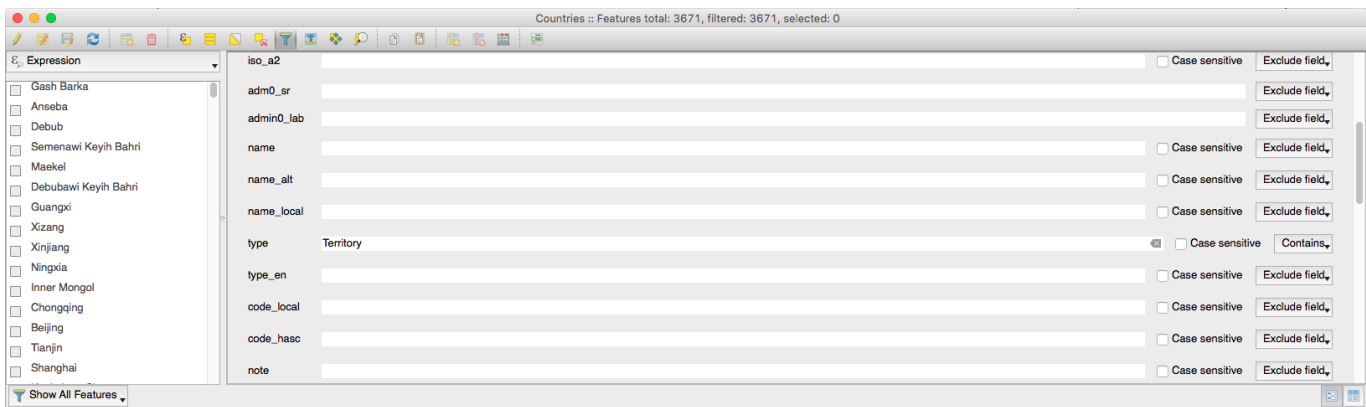 Countries :: Features total: 3671, filtered: 3671, selected: 0
Expression
Gash Barka
Anseba
Debub
Semenawi Keyih Bahri
Maekel
Debubawi Keyih Bahri
Guangxi
Xizang
Xinjiang
Ningxia
Inner Mongol
Chongqing
Beijing
Tianjin
Shanghai
iso_a2 Case sensitive Exclude field
adm0_sr Exclude field
admin0_lab Exclude field
name Case sensitive Exclude field
name_alt Case sensitive Exclude field
name_local Case sensitive Exclude field
type Territory Case sensitive Contains
type_en Case sensitive Exclude field
code_local Case sensitive Exclude field
code_hasc Case sensitive Exclude field
note Case sensitive Exclude field
Show All Features